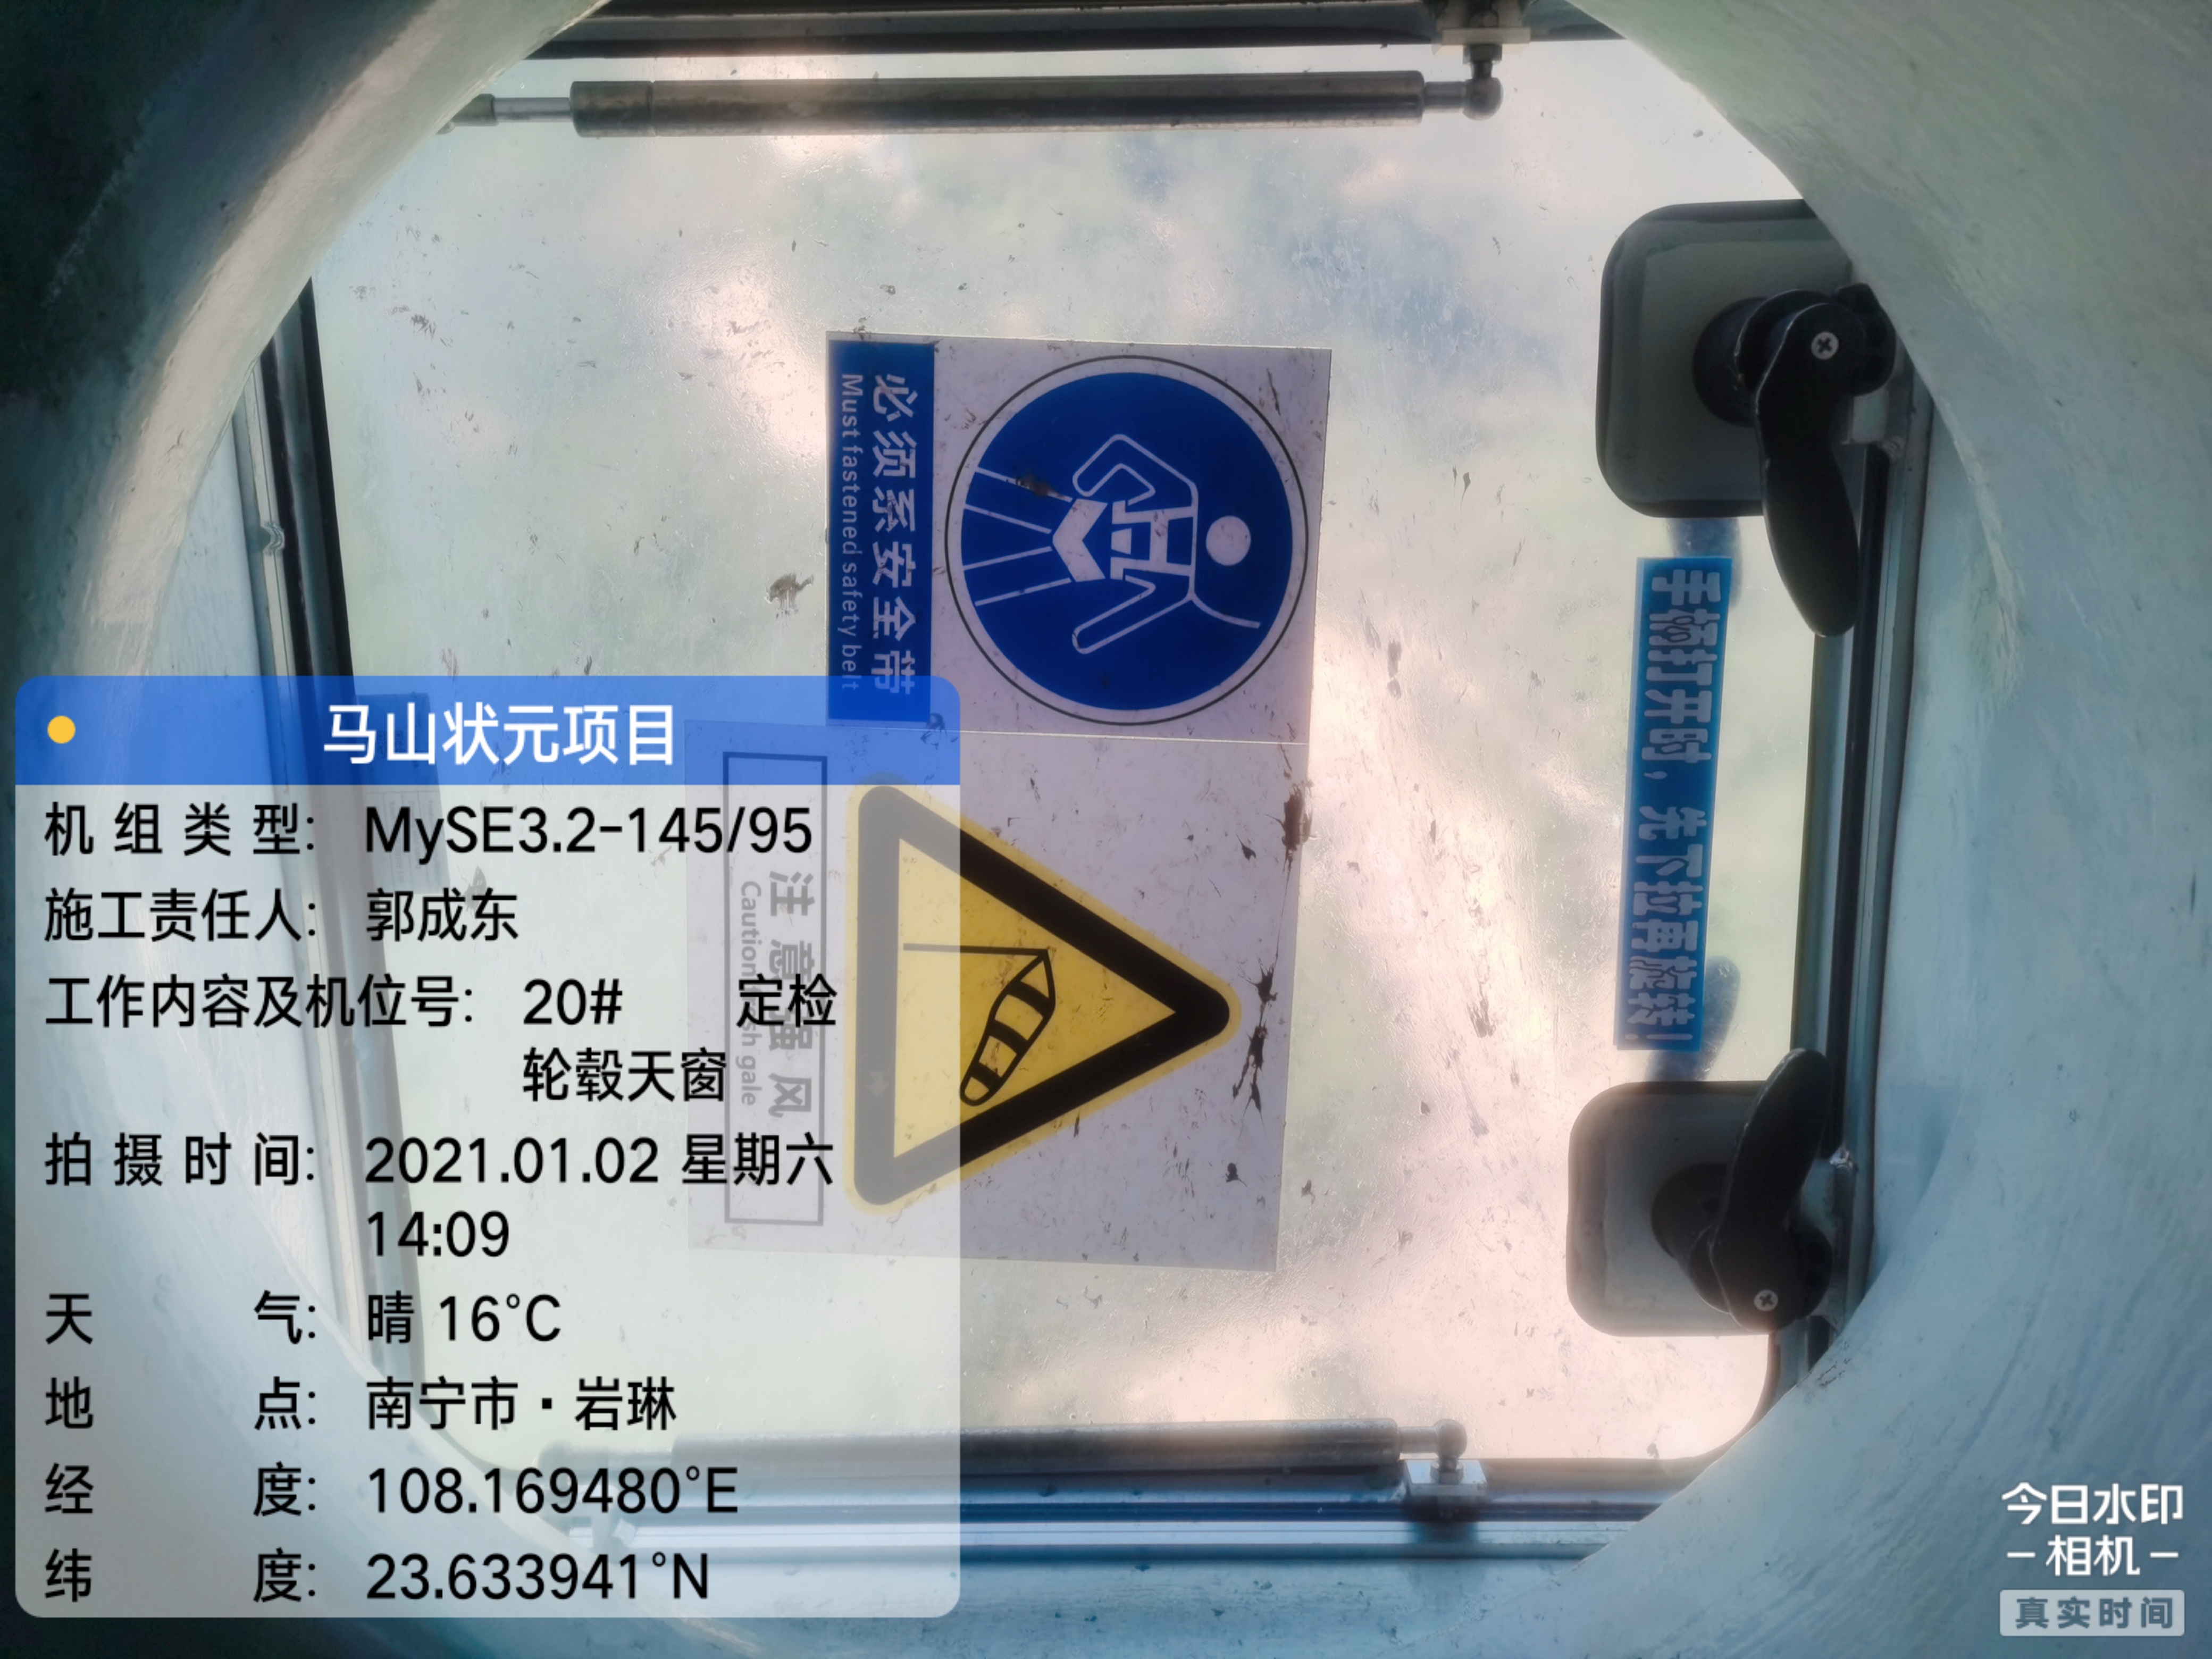 必须系安全带
Must fastened safety belt
手柄打开时，先下拉再旋转！
注意强风
马山状元项目
机组类型: MySE3.2-145/95
施工责任人: 郭成东
工作内容及机位号: 20# 定检
轮毂天窗
拍摄时间: 2021.01.02 星期六
14:09
天气: 晴 16°C
地点: 南宁市·岩琳
经度: 108.169480°E
纬度: 23.633941°N
今日水印
相机
真实时间